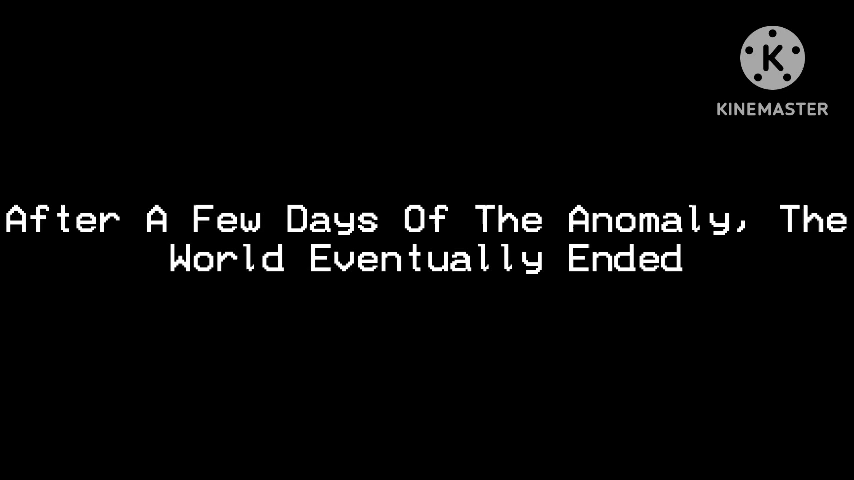 K
KINEMASTER
After A Few Days Of The Anomaly, The
World Eventually Ended